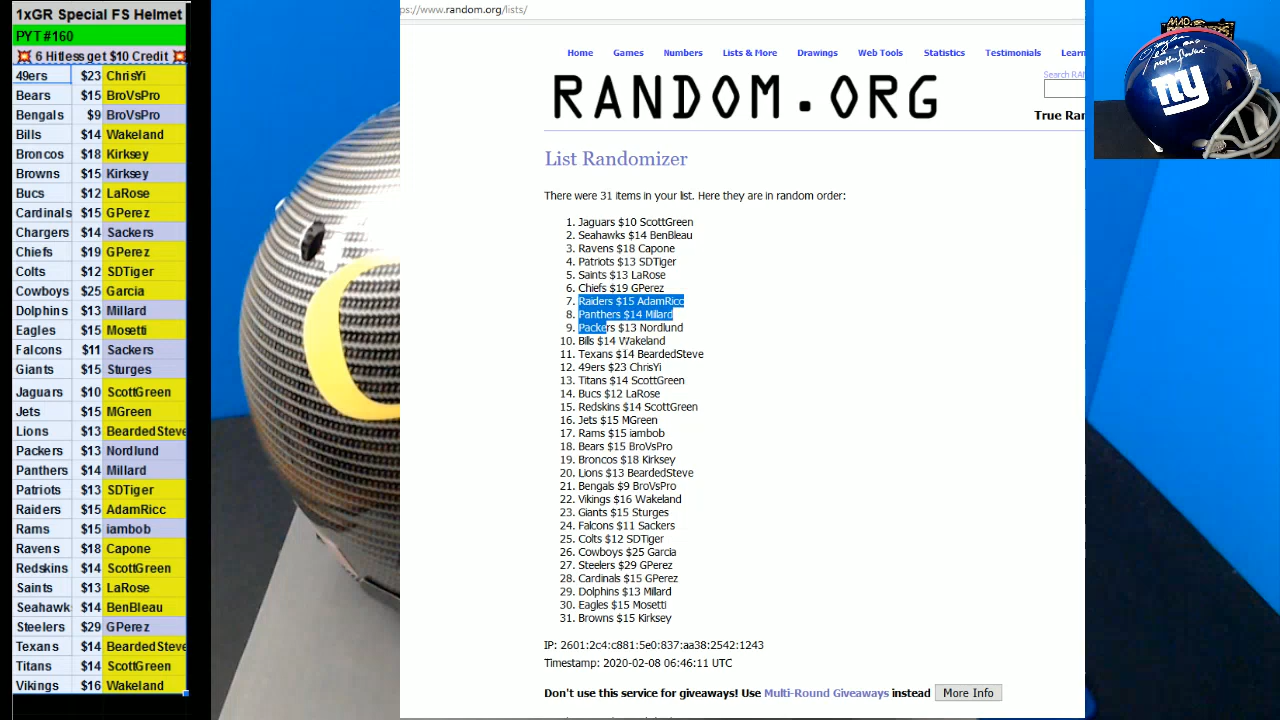 1xGR Special FS Helmet
PYT #160
💥 6 Hitless get $10 Credit 💥
49ers $23 ChrisYi
Bears $15 BroVsPro
Bengals $9 BroVsPro
Bills $14 Wakeland
Broncos $18 Kirksey
Browns $15 Kirksey
Bucs $12 LaRose
Cardinals $15 GPerez
Chargers $14 Sackers
Chiefs $19 GPerez
Colts $12 SDTiger
Cowboys $25 Garcia
Dolphins $13 Millard
Eagles $15 Mosetti
Falcons $11 Sackers
Giants $15 Sturges
Jaguars $10 ScottGreen
Jets $15 MGreen
Lions $13 BeardedSteve
Packers $13 Nordlund
Panthers $14 Millard
Patriots $13 SDTiger
Raiders $15 AdamRicc
Rams $15 iambob
Ravens $18 Capone
Redskins $14 ScottGreen
Saints $13 LaRose
Seahawk $14 BenBleau
Steelers $29 GPerez
Texans $14 BeardedSteve
Titans $14 ScottGreen
Vikings $16 Wakeland
ps://www.random.org/lists/
Home Games Numbers Lists & More Drawings Web Tools Statistics Testimonials Learn
Search RAN
RANDOM.ORG
True Ran
List Randomizer
There were 31 items in your list. Here they are in random order:
1. Jaguars $10 ScottGreen
2. Seahawks $14 BenBleau
3. Ravens $18 Capone
4. Patriots $13 SDTiger
5. Saints $13 LaRose
6. Chiefs $19 GPerez
7. Raiders $15 AdamRicc
8. Panthers $14 Millard
9. Packers $13 Nordlund
10. Bills $14 Wakeland
11. Texans $14 BeardedSteve
12. 49ers $23 ChrisYi
13. Titans $14 ScottGreen
14. Bucs $12 LaRose
15. Redskins $14 ScottGreen
16. Jets $15 MGreen
17. Rams $15 iambob
18. Bears $15 BroVsPro
19. Broncos $18 Kirksey
20. Lions $13 BeardedSteve
21. Bengals $9 BroVsPro
22. Vikings $16 Wakeland
23. Giants $15 Sturges
24. Falcons $11 Sackers
25. Colts $12 SDTiger
26. Cowboys $25 Garcia
27. Steelers $29 GPerez
28. Cardinals $15 GPerez
29. Dolphins $13 Millard
30. Eagles $15 Mosetti
31. Browns $15 Kirksey
IP: 2601:2c4:c881:5e0:837:aa38:2542:1243
Timestamp: 2020-02-08 06:46:11 UTC
Don't use this service for giveaways! Use Multi-Round Giveaways instead More Info
MAD
ny